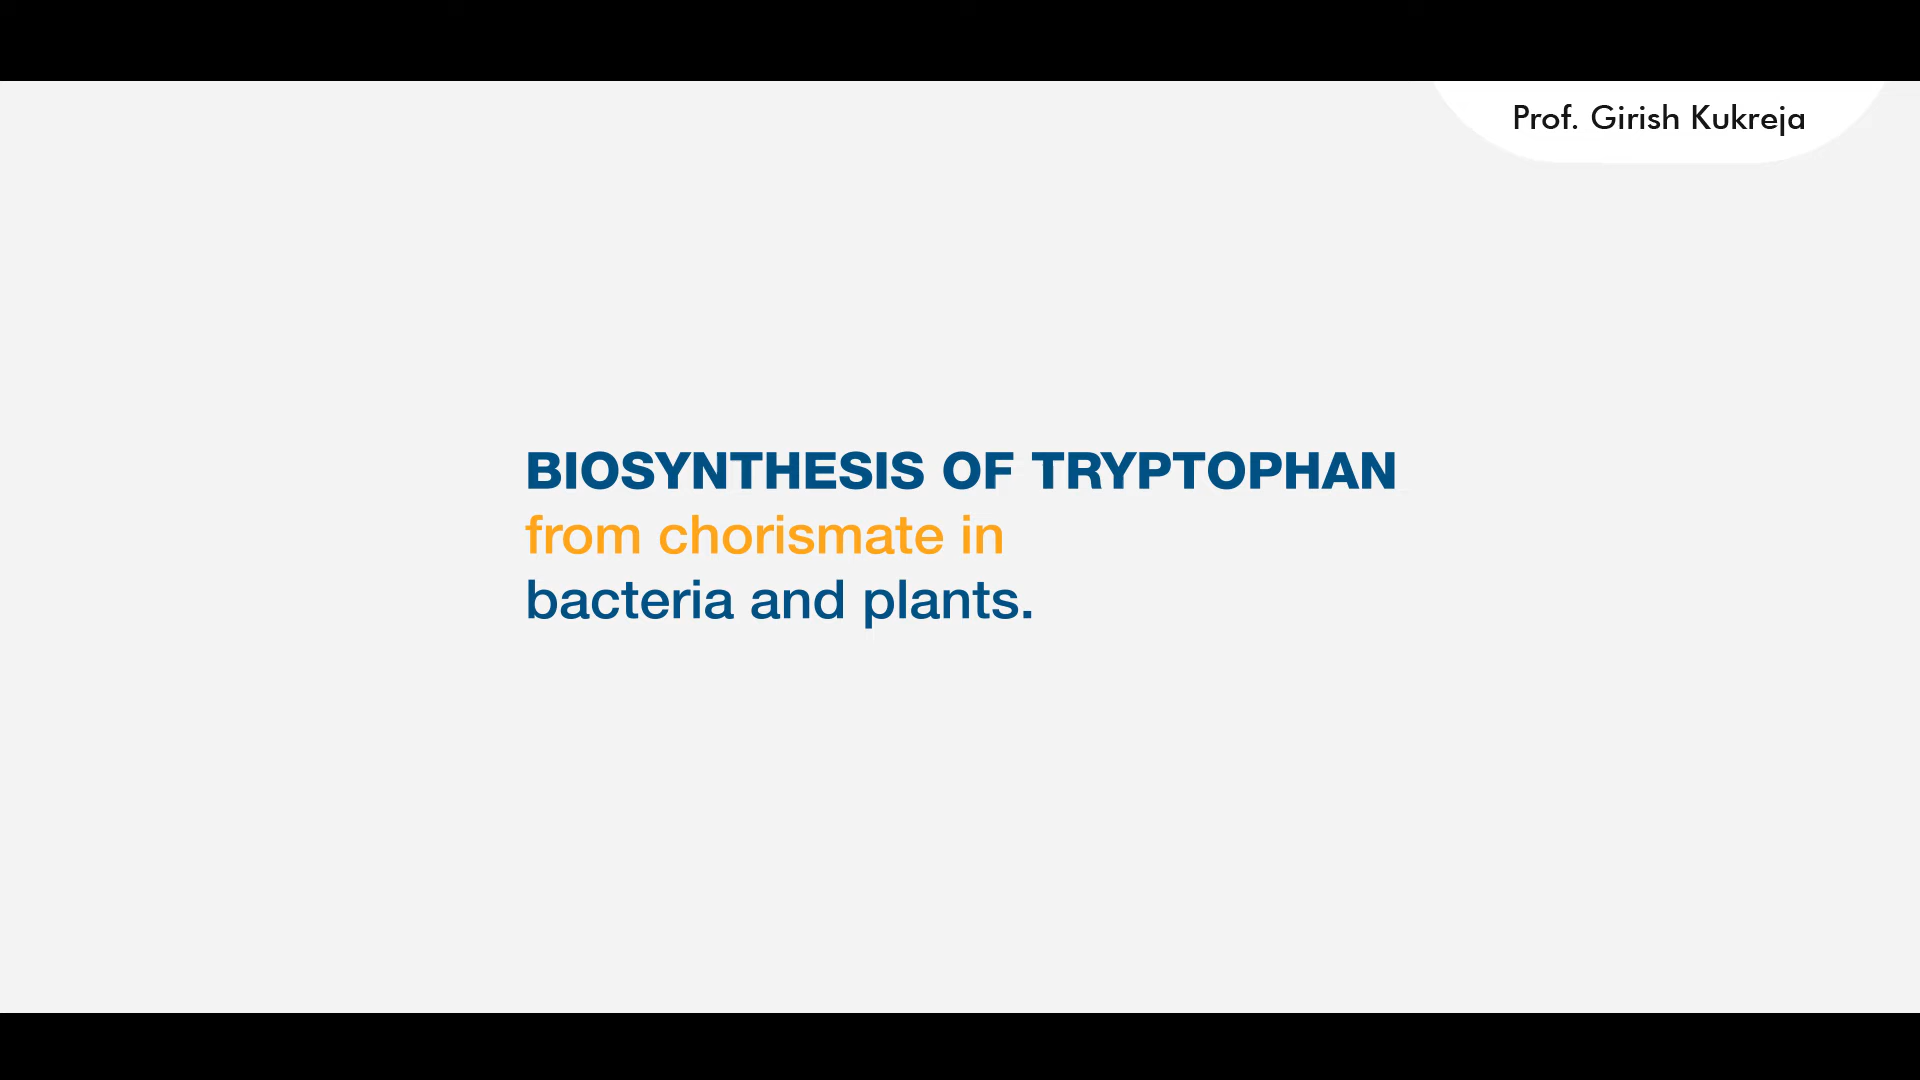 Prof. Girish Kukreja
BIOSYNTHESIS OF TRYPTOPHAN
from chorismate in
bacteria and plants.